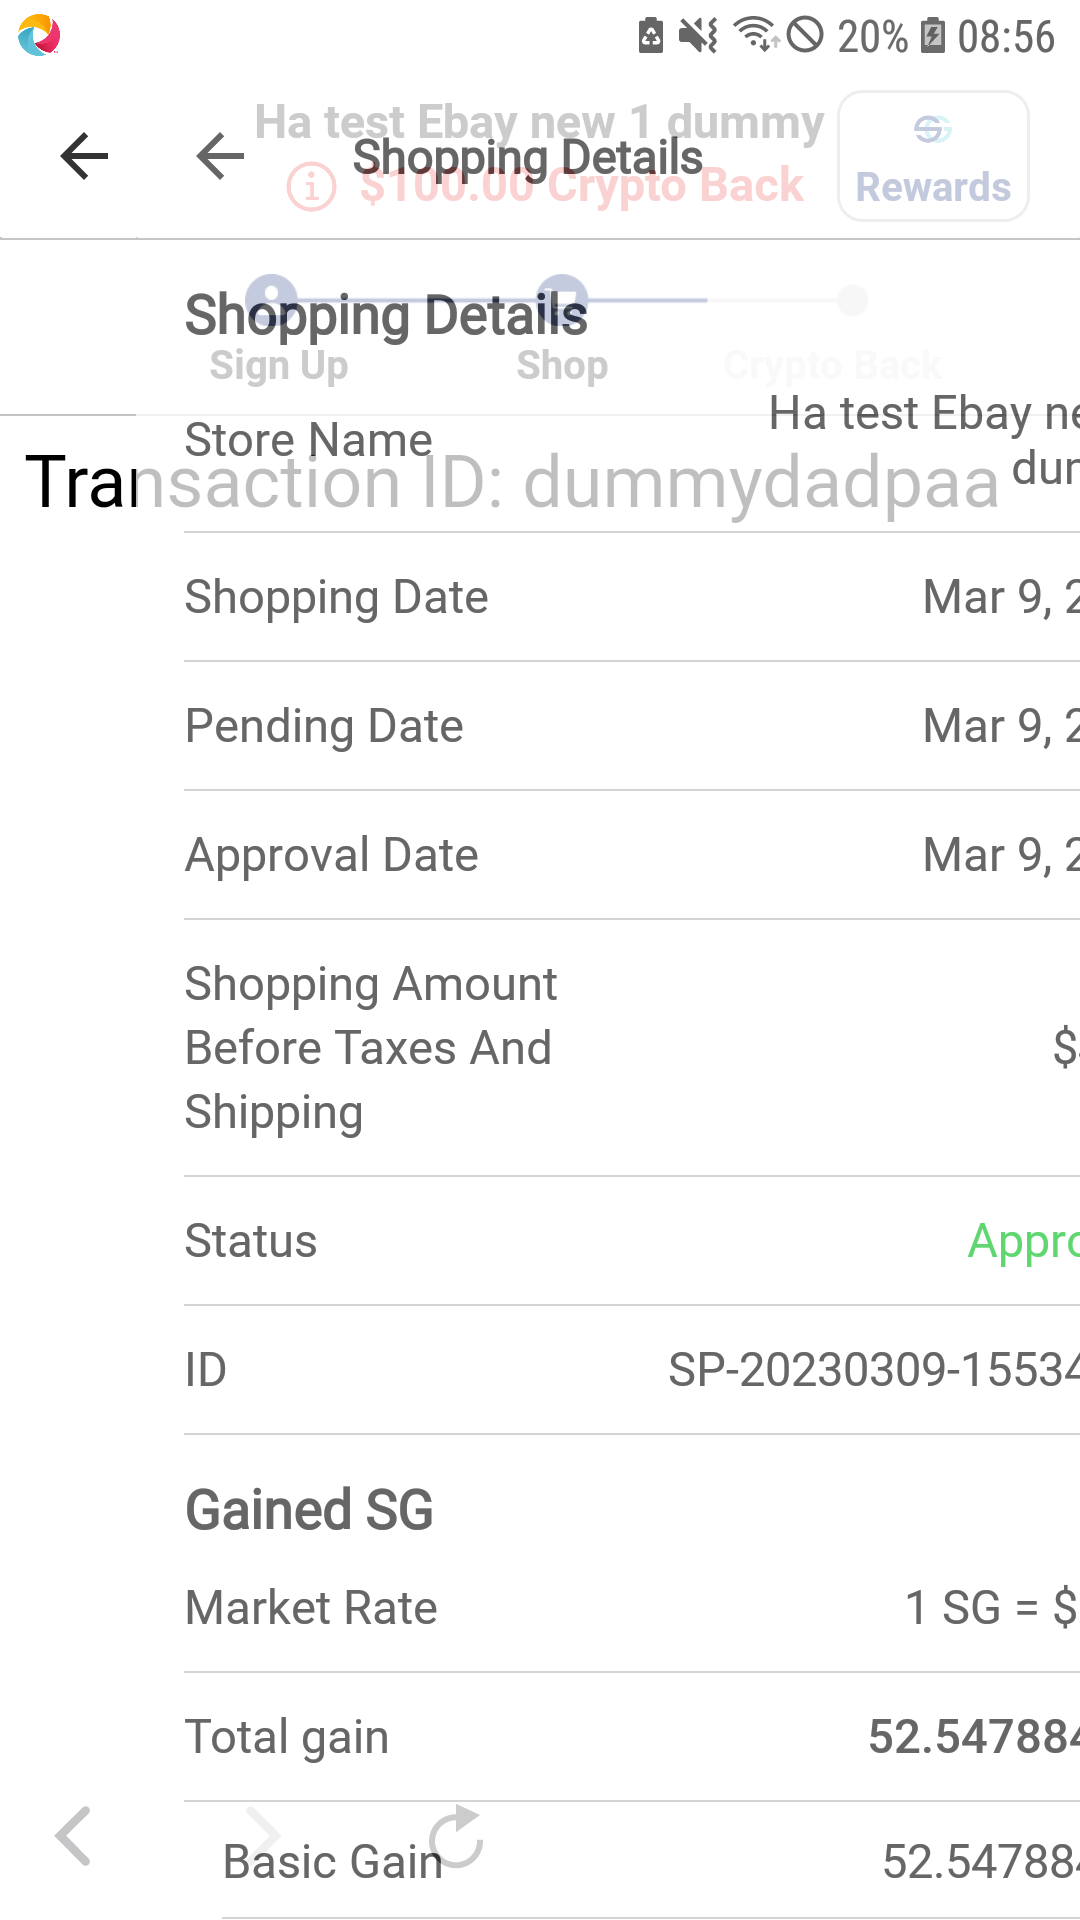 20% 08:56
Ha test Ebay new 1 dummy
Shopping Details
$100.00 Crypto Back
Rewards
Shopping Details
Sign Up
Shop
Crypto Back
Store Name
Ha test Ebay ne
dur
Transaction ID: dummydadpaa
Shopping Date Mar 9, 2
Pending Date Mar 9, 2
Approval Date Mar 9, 2
Shopping Amount
Before Taxes And $
Shipping
Status Appro
ID SP-20230309-15534
Gained SG
Market Rate 1 SG = $
Total gain 52.547884
Basic Gain 52.547884